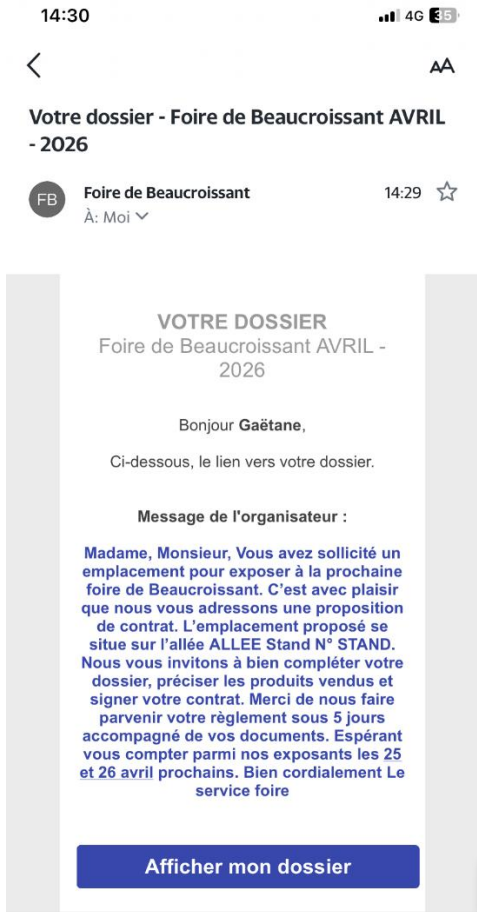 14:30 4G 35
AA
Votre dossier - Foire de Beaucroissant AVRIL
- 2026
FB Foire de Beaucroissant 14:29
À: Moi
VOTRE DOSSIER
Foire de Beaucroissant AVRIL -
2026
Bonjour Gaëtane,
Ci-dessous, le lien vers votre dossier.
Message de l'organisateur :
Madame, Monsieur, Vous avez sollicité un
emplacement pour exposer à la prochaine
foire de Beaucroissant. C’est avec plaisir
que nous vous adressons une proposition
de contrat. L’emplacement proposé se
situe sur l’allée ALLEE Stand N° STAND.
Nous vous invitons à bien compléter votre
dossier, préciser les produits vendus et
signer votre contrat. Merci de nous faire
parvenir votre règlement sous 5 jours
accompagné de vos documents. Espérant
vous compter parmi nos exposants les 25
et 26 avril prochains. Bien cordialement Le
service foire
Afficher mon dossier